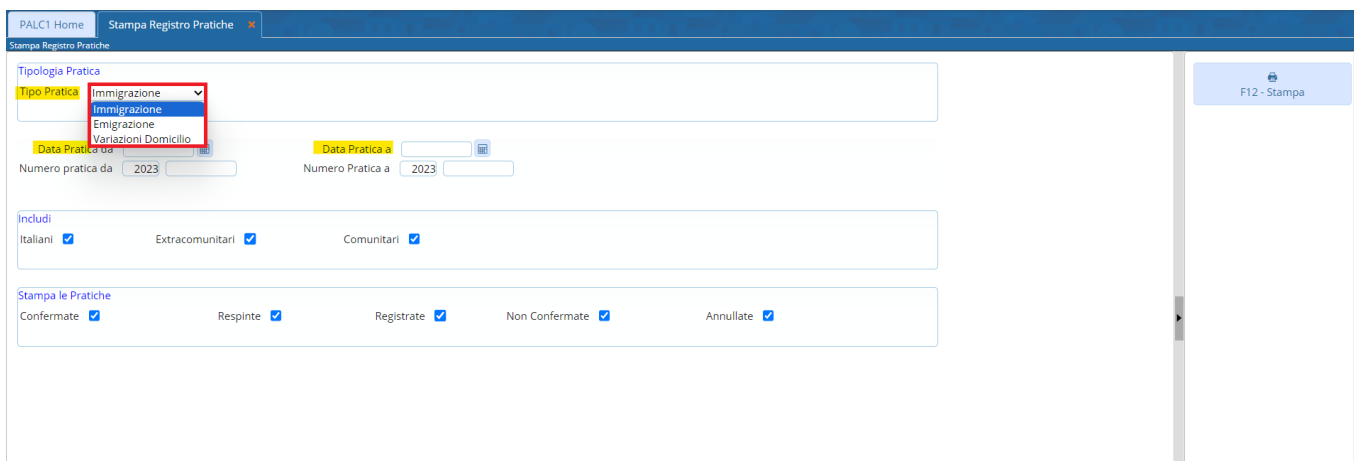 PALC1 Home Stampa Registro Pratiche ×
Stampa Registro Pratiche
Tipologia Pratica
Tipo Pratica Immigrazione
Immigrazione
Emigrazione
Variazioni Domicilio
Data Pratica da Data Pratica a
Numero pratica da 2023 Numero Pratica a 2023
Includi
Italiani Extracomunitari Comunitari
Stampa le Pratiche
Confermate Respinte Registrate Non Confermate Annullate
F12 - Stampa